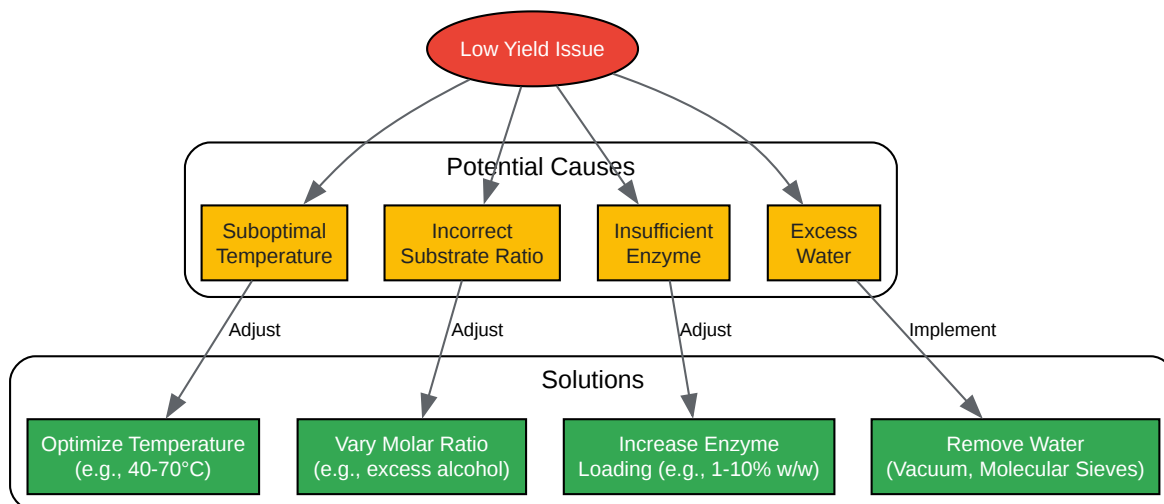 Low Yield Issue
Potential Causes
Suboptimal
Temperature
Incorrect
Substrate Ratio
Insufficient
Enzyme
Excess
Water
Adjust
Adjust
Adjust
Implement
Solutions
Optimize Temperature
(e.g., 40-70°C)
Vary Molar Ratio
(e.g., excess alcohol)
Increase Enzyme
Loading (e.g., 1-10% w/w)
Remove Water
(Vacuum, Molecular Sieves)